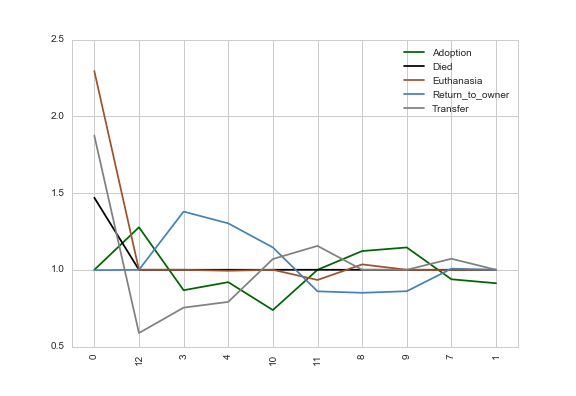 2.5
2.0
1.5
1.0
0.5
Adoption
Died
Euthanasia
Return_to_owner
Transfer
0 12 3 4 10 11 8 9 7 1